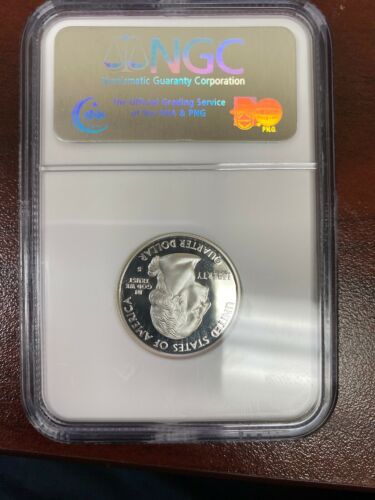 NGC
Numismatic Guaranty Corporation
The Official Grading Service
of the ANA & PNG
PNG
UNITED STATES OF AMERICA
LIBERTY
IN
GOD WE
TRUST
S
QUARTER DOLLAR